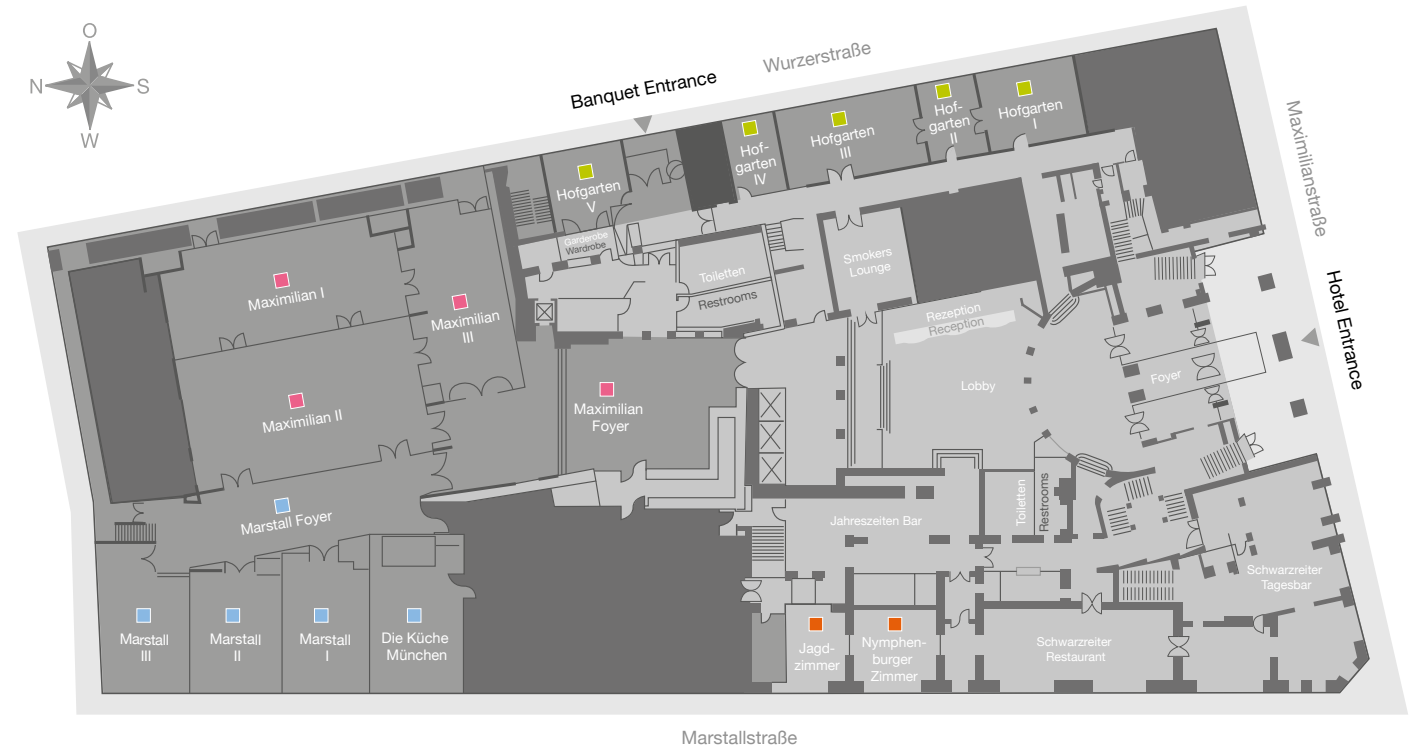 O
N
S
W
Banquet Entrance
Wurzerstraße
Maximilianstraße
Hotel Entrance
Hofgarten
I
Hof-
garten
II
Hofgarten
III
Hof-
garten
IV
Hofgarten
V
Garderobe
Wardrobe
Toiletten
Restrooms
Smokers
Lounge
Maximilian I
Maximilian
III
Maximilian II
Maximilian
Foyer
Rezeption
Reception
Lobby
Foyer
Marstall Foyer
Jahreszeiten Bar
Toiletten
Restrooms
Schwarzreiter
Tagesbar
Marstall
III
Marstall
II
Marstall
I
Die Küche
München
Jagd-
zimmer
Nymphen-
burger
Zimmer
Schwarzreiter
Restaurant
Marstallstraße